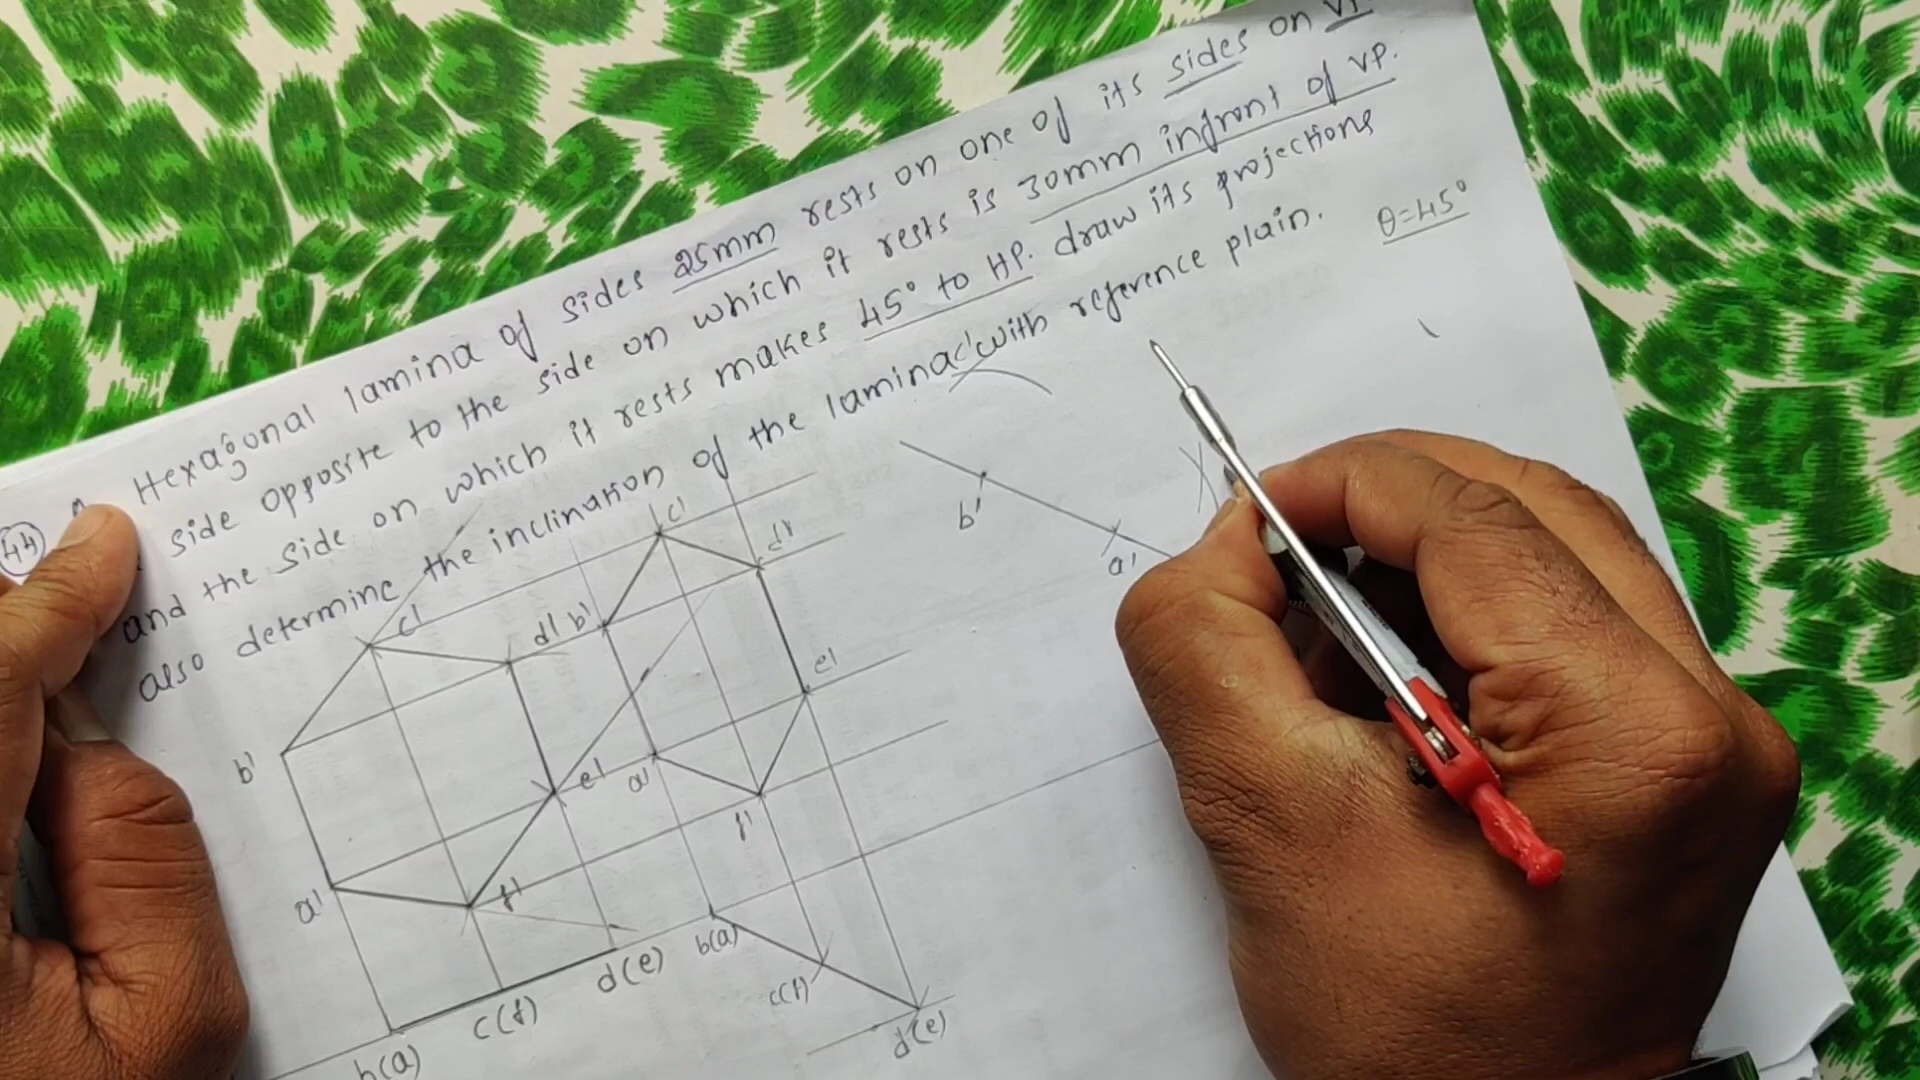 44 A Hexagonal lamina of sides 25mm rests on one of its sides on VP.
side opposite to the side on which it rests is 30mm infront of VP.
and the side on which it rests makes 45° to HP. draw its projections
also determine the inclination of the lamina with reference plain.
θ=45°
c'
b'
a'
c'
d'
b'
c'
d'
b'
e'
e'
a'
f'
a'
f'
b(a)
c(f)
d(e)
b(a)
c(f)
d(e)